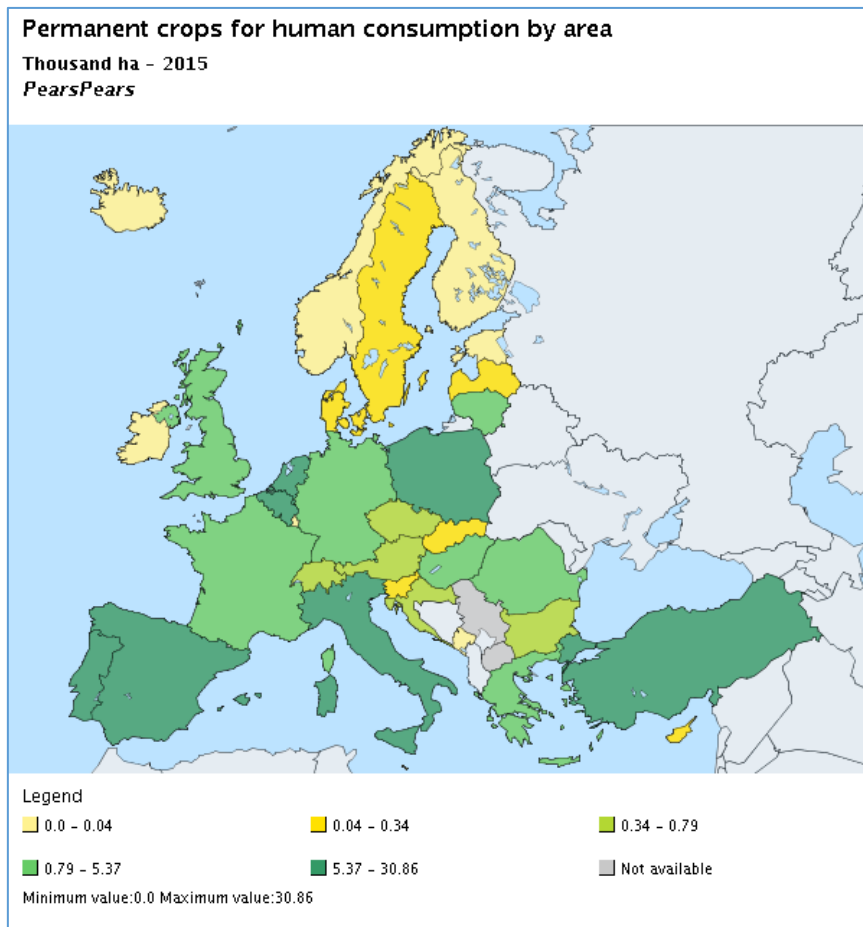 Permanent crops for human consumption by area
Thousand ha - 2015
PearsPears
Legend
0.0 - 0.04
0.04 - 0.34
0.34 - 0.79
0.79 - 5.37
5.37 - 30.86
Not available
Minimum value:0.0 Maximum value:30.86